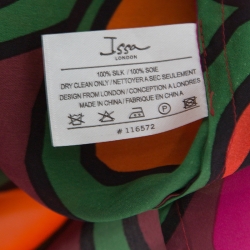 Issa
LONDON
100% SILK / 100% SOIE
DRY CLEAN ONLY / NETTOYER A SEC SEULEMENT
DESIGN FROM LONDON / CONCEPTION A LONDRES
MADE IN CHINA / FABRIQUE EN CHINA
# 116572